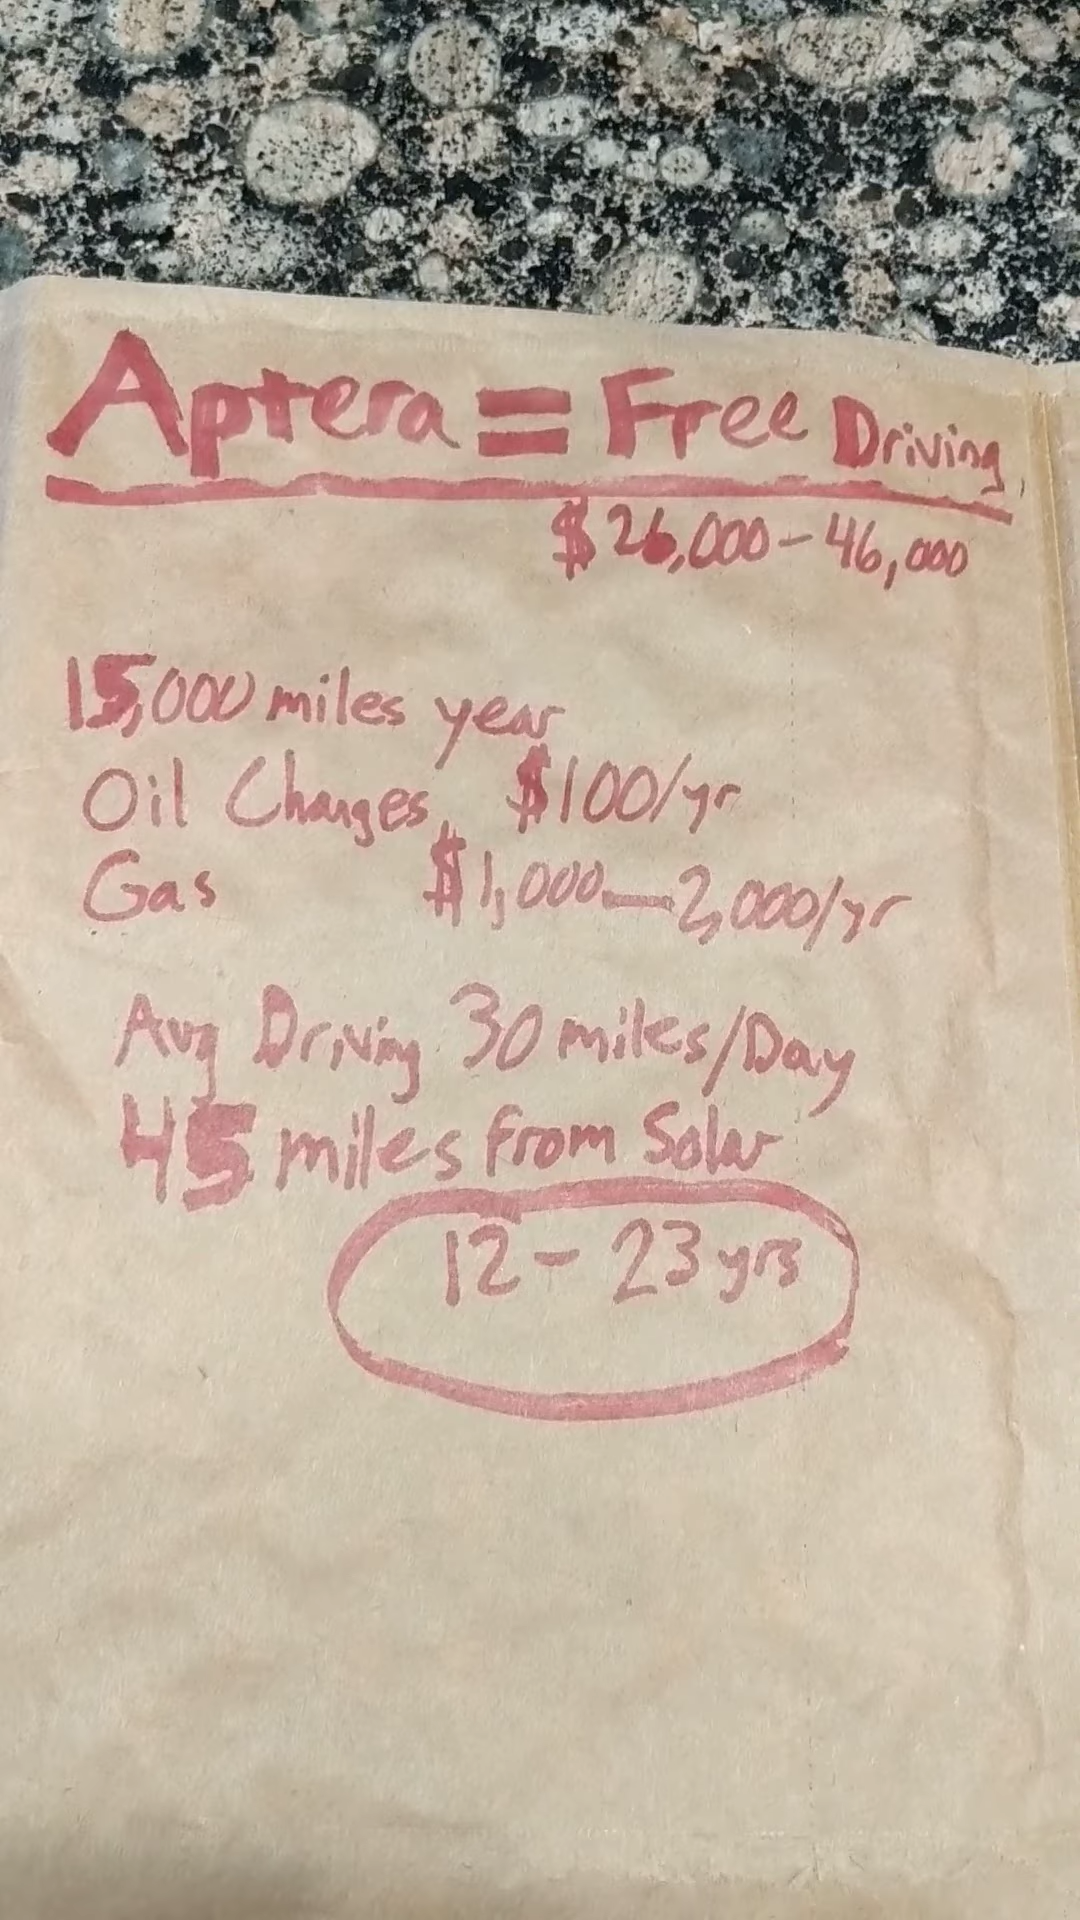 Aptera = Free Driving
$26,000 - 46,000
15,000 miles year
Oil Changes $100/yr
Gas $1,000 - 2,000/yr
Avg Driving 30 miles/Day
45 miles from Solar
12 - 23 yrs